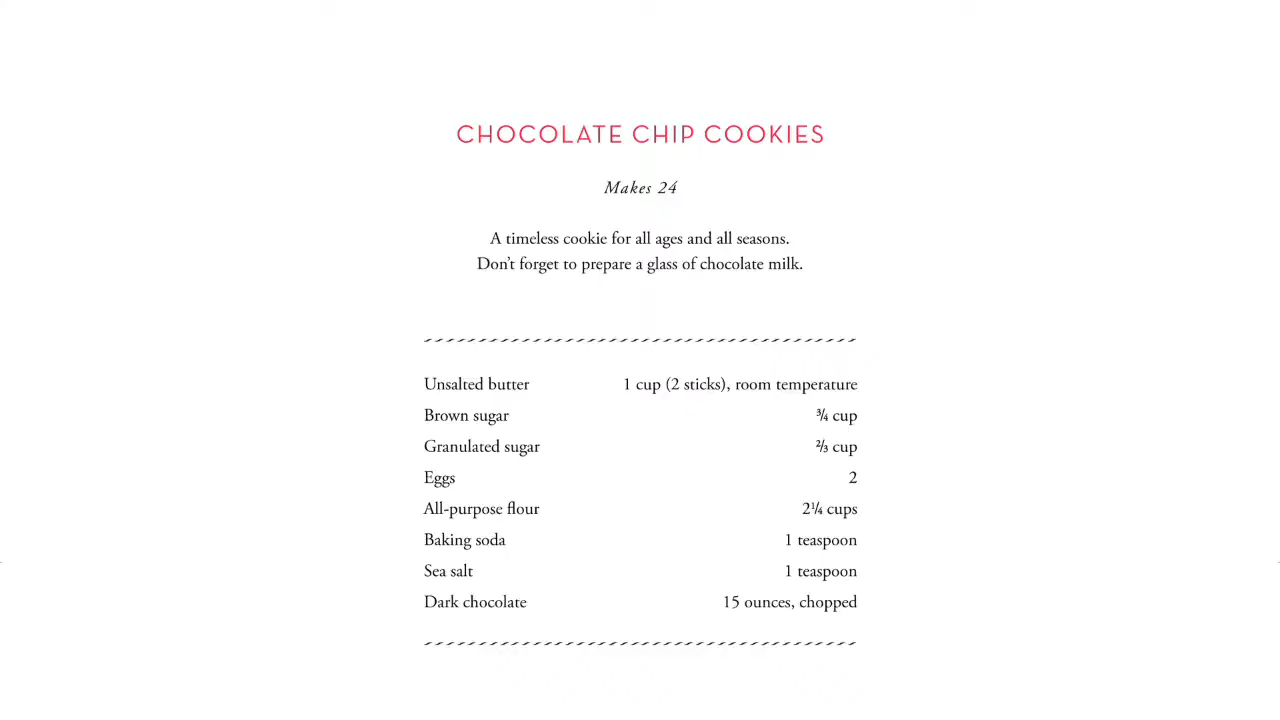 CHOCOLATE CHIP COOKIES
Makes 24
A timeless cookie for all ages and all seasons.
Don’t forget to prepare a glass of chocolate milk.
Unsalted butter 1 cup (2 sticks), room temperature
Brown sugar ¾ cup
Granulated sugar ⅔ cup
Eggs 2
All-purpose flour 2¼ cups
Baking soda 1 teaspoon
Sea salt 1 teaspoon
Dark chocolate 15 ounces, chopped